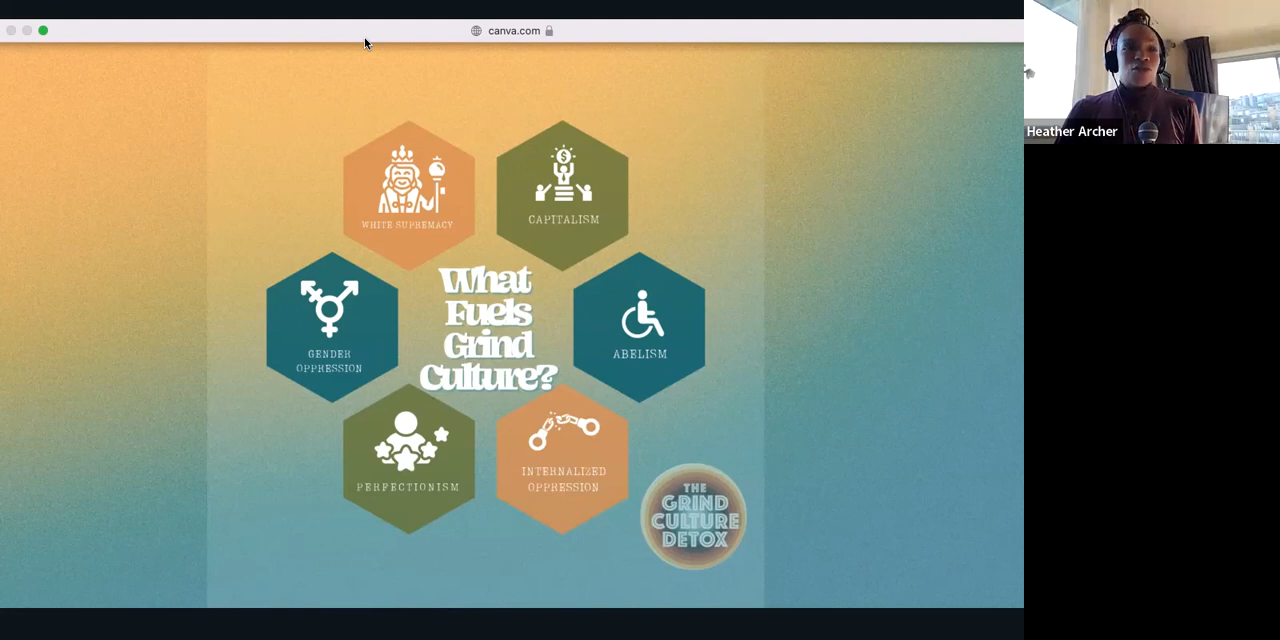 canva.com
Heather Archer
WHITE SUPREMACY
CAPITALISM
$
What
Fuels
Grind
Culture?
GENDER
OPPRESSION
ABELISM
PERFECTIONISM
INTERNALIZED
OPPRESSION
THE
GRIND
CULTURE
DETOX